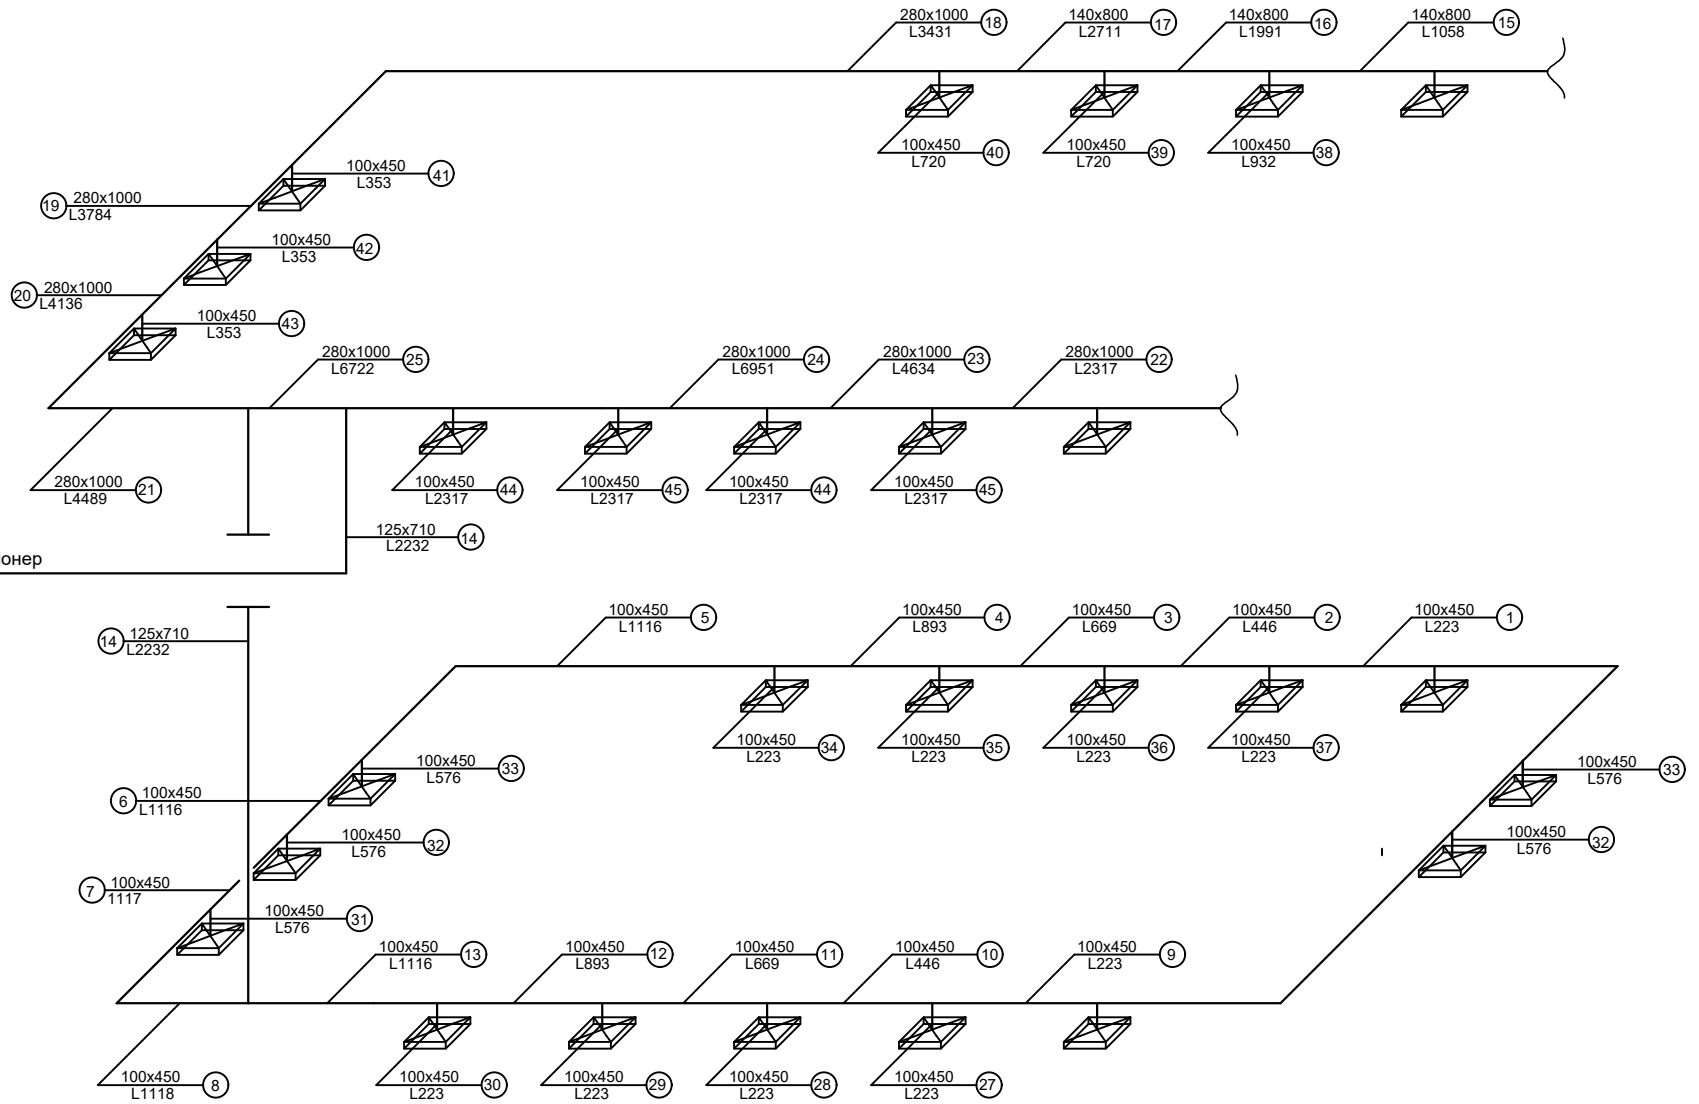 280x1000
L3431
18
140x800
L2711
17
140x800
L1991
16
140x800
L1058
15
100x450
L720
40
100x450
L720
39
100x450
L932
38
100x450
L353
41
19
280x1000
L3784
100x450
L353
42
20
280x1000
L4136
100x450
L353
43
280x1000
L6722
25
280x1000
L6951
24
280x1000
L4634
23
280x1000
L2317
22
280x1000
L4489
21
100x450
L2317
44
100x450
L2317
45
100x450
L2317
44
100x450
L2317
45
125x710
L2232
14
онер
14
125x710
L2232
100x450
L1116
5
100x450
L893
4
100x450
L669
3
100x450
L446
2
100x450
L223
1
100x450
L223
34
100x450
L223
35
100x450
L223
36
100x450
L223
37
100x450
L576
33
100x450
L576
33
6
100x450
L1116
100x450
L576
32
100x450
L576
32
7
100x450
1117
100x450
L576
31
100x450
L1116
13
100x450
L893
12
100x450
L669
11
100x450
L446
10
100x450
L223
9
100x450
L1118
8
100x450
L223
30
100x450
L223
29
100x450
L223
28
100x450
L223
27